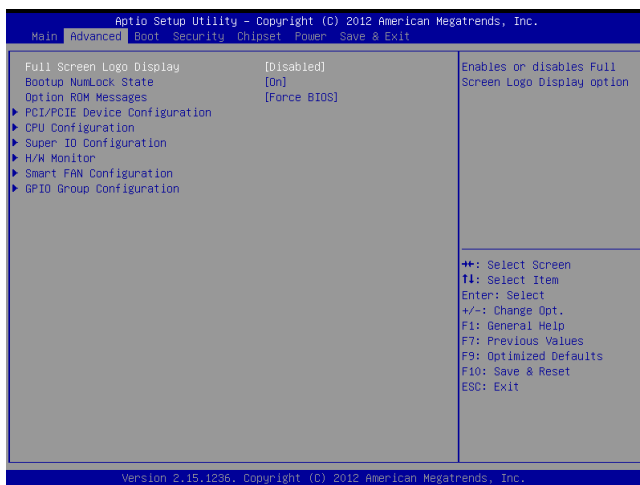 Aptio Setup Utility – Copyright (C) 2012 American Megatrends, Inc.
Main Advanced Boot Security Chipset Power Save & Exit
Full Screen Logo Display [Disabled]
Bootup NumLock State [On]
Option ROM Messages [Force BIOS]
PCI/PCIE Device Configuration
CPU Configuration
Super IO Configuration
H/W Monitor
Smart FAN Configuration
GPIO Group Configuration
Enables or disables Full
Screen Logo Display option
→←: Select Screen
↑↓: Select Item
Enter: Select
+/-: Change Opt.
F1: General Help
F7: Previous Values
F9: Optimized Defaults
F10: Save & Reset
ESC: Exit
Version 2.15.1236. Copyright (C) 2012 American Megatrends, Inc.